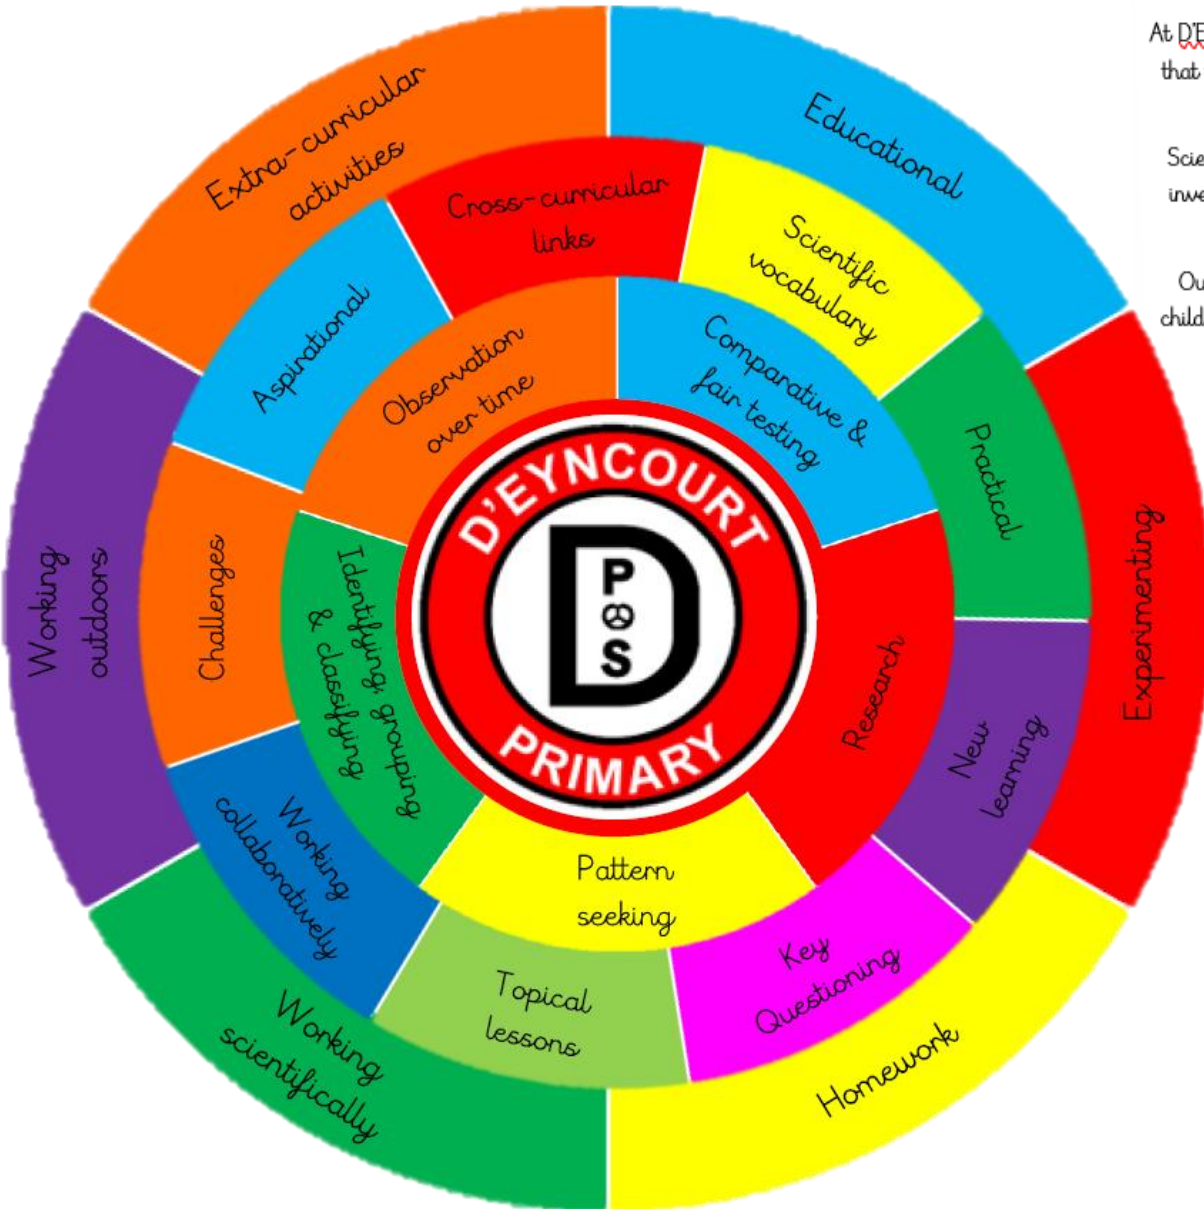 Extra-curricular
activities
Educational
Experimenting
Homework
Working
scientifically
Working
outdoors
Cross-curricular
links
Scientific
vocabulary
Practical
New
learning
Key
Questioning
Topical
lessons
Working
collaboratively
Challenges
Aspirational
Observation
over time
Comparative &
fair testing
Research
Pattern
seeking
Identifying, grouping
& classifying
D'EYNCOURT
D
P
S
PRIMARY
At D'E
that
Scie
inve
Ou
child